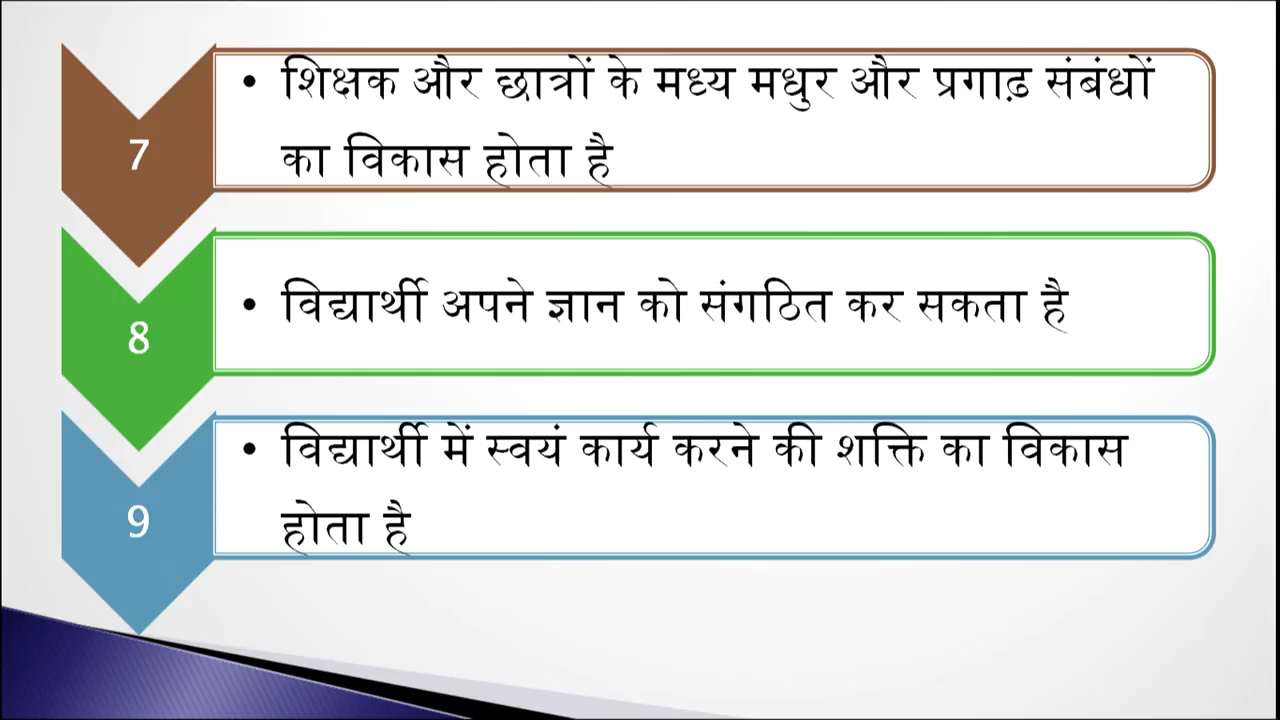 7
• शिक्षक और छात्रों के मध्य मधुर और प्रगाढ़ संबंधों
का विकास होता है
8
• विद्यार्थी अपने ज्ञान को संगठित कर सकता है
9
• विद्यार्थी में स्वयं कार्य करने की शक्ति का विकास
होता है